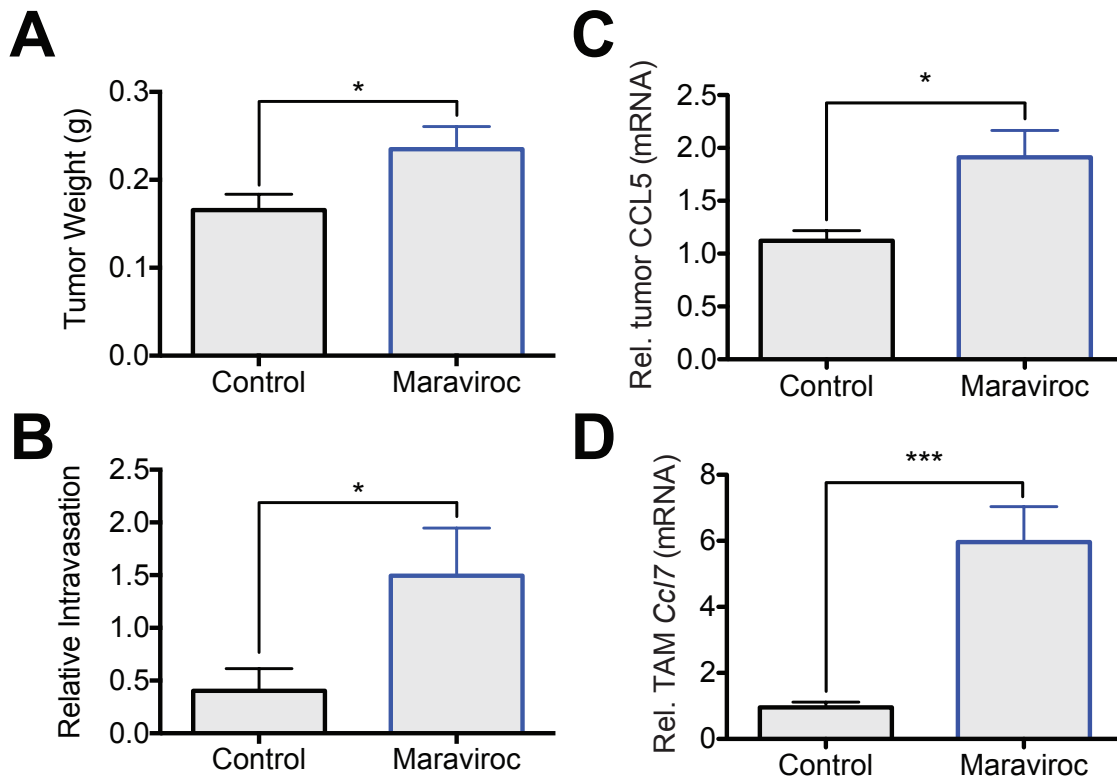 A
Tumor Weight (g)
0.3
0.2
0.1
0.0
*
Control
Maraviroc
B
Relative Intravasation
2.5
2.0
1.5
1.0
0.5
0.0
*
Control
Maraviroc
C
Rel. tumor CCL5 (mRNA)
2.5
2.0
1.5
1.0
0.5
0.0
*
Control
Maraviroc
D
Rel. TAM Ccl7 (mRNA)
8
6
4
2
0
***
Control
Maraviroc